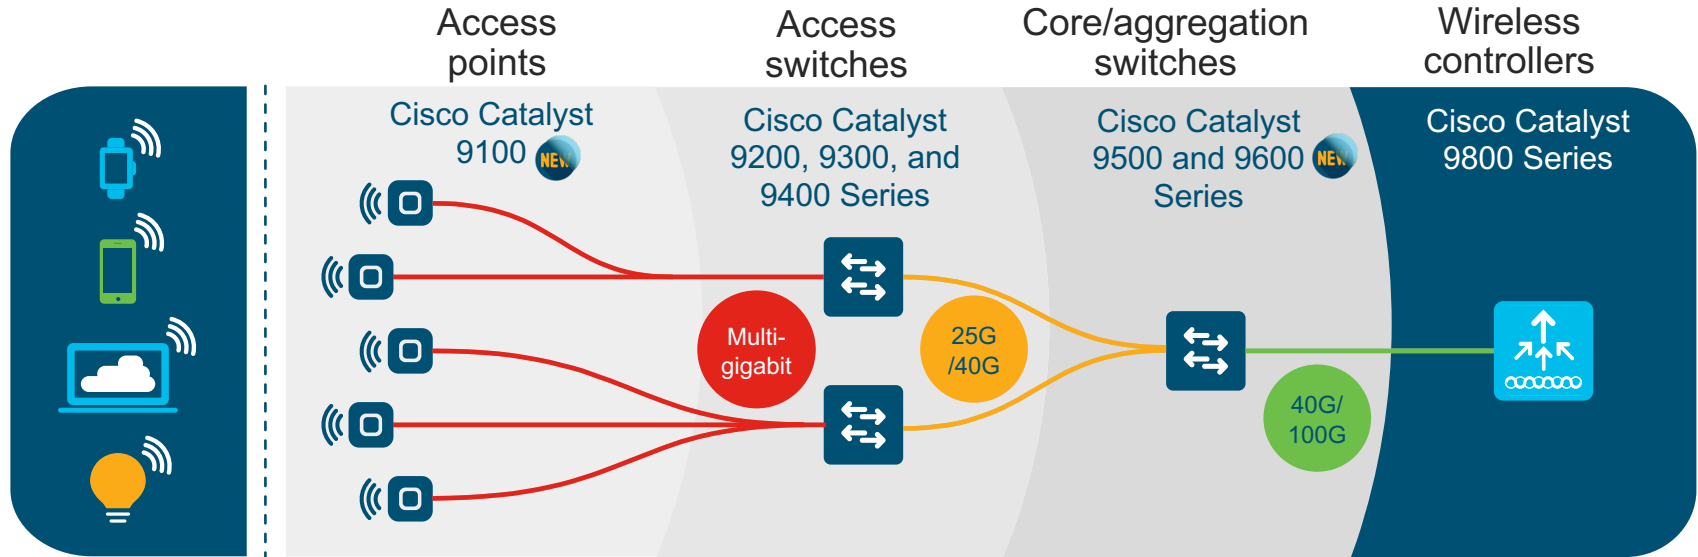 Access
points
Access
switches
Core/aggregation
switches
Wireless
controllers
Cisco Catalyst
9100 NEW
Cisco Catalyst
9200, 9300, and
9400 Series
Cisco Catalyst
9500 and 9600 NEW
Series
Cisco Catalyst
9800 Series
Multi-
gigabit
25G
/40G
40G/
100G